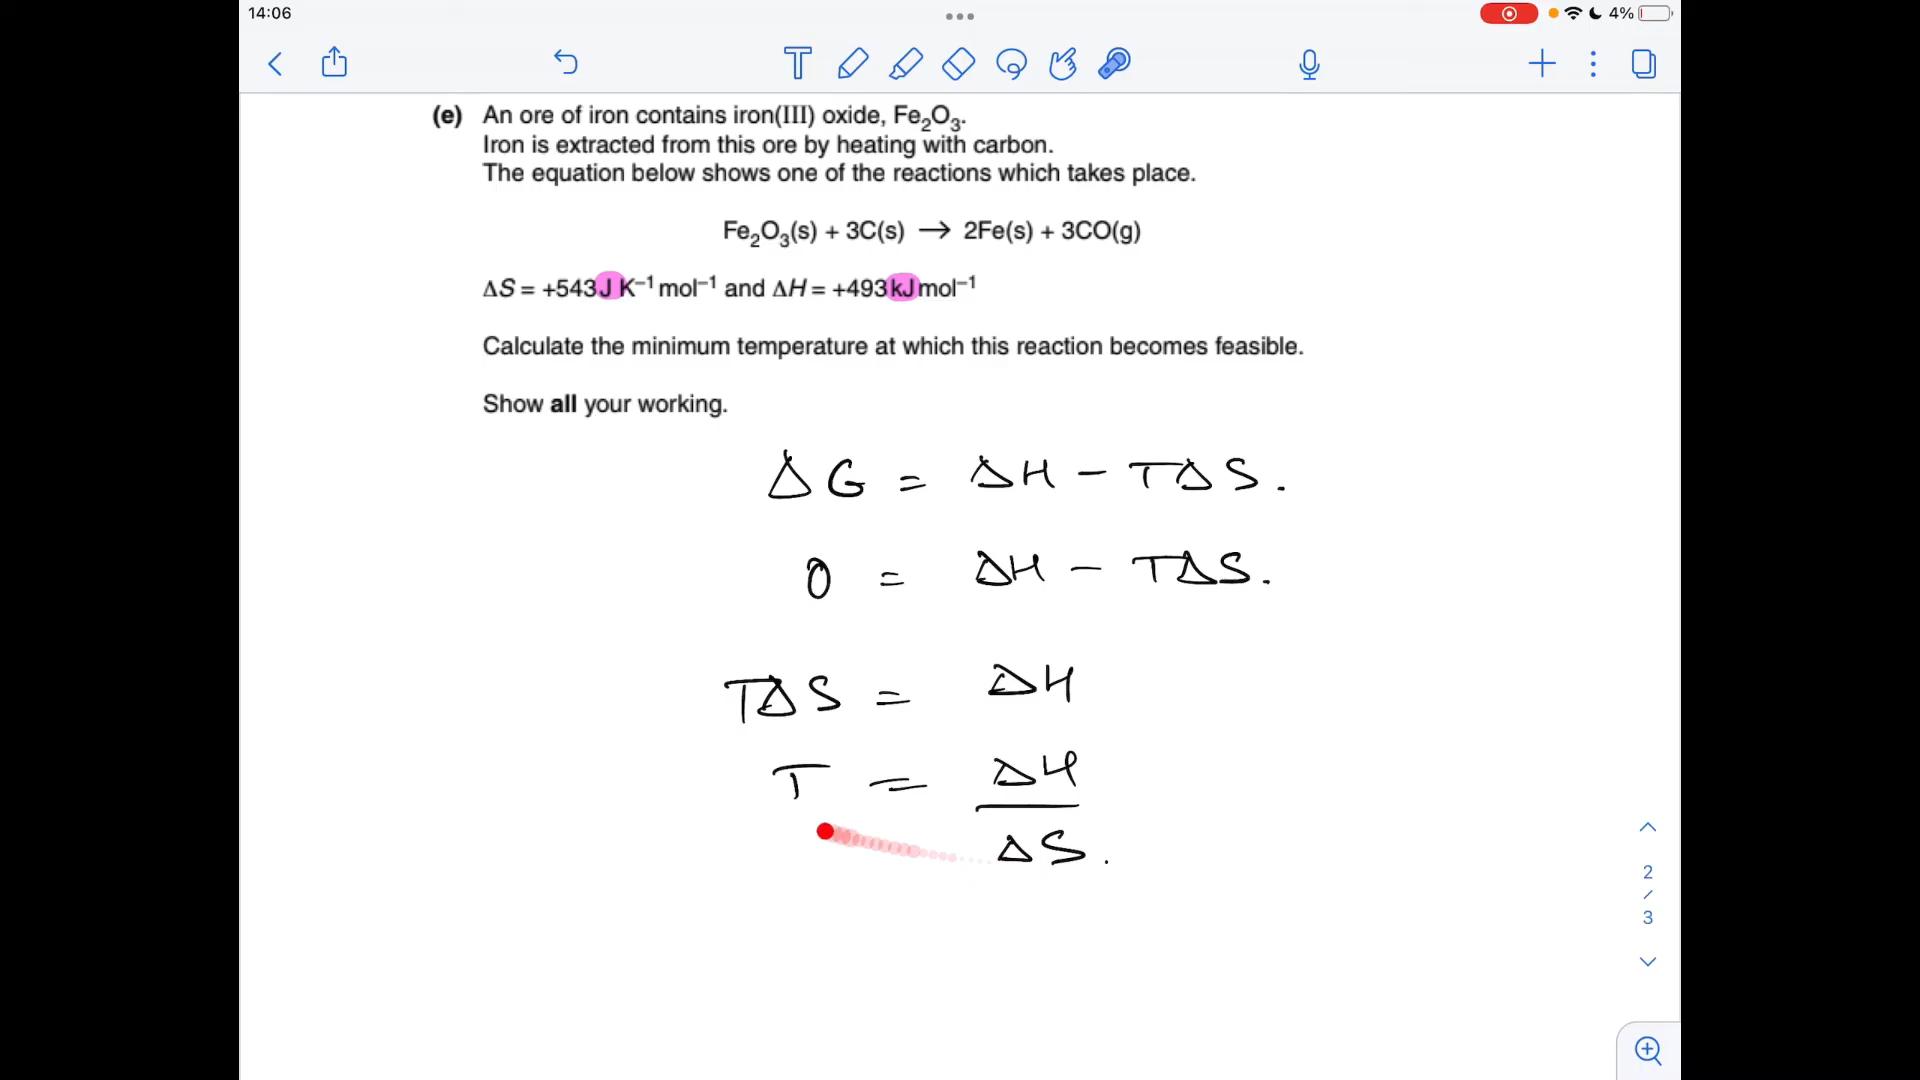 14:06
4%
T
(e) An ore of iron contains iron(III) oxide, Fe₂O₃.
Iron is extracted from this ore by heating with carbon.
The equation below shows one of the reactions which takes place.
Fe₂O₃(s) + 3C(s) → 2Fe(s) + 3CO(g)
ΔS = +543 J K⁻¹ mol⁻¹ and ΔH = +493 kJ mol⁻¹
Calculate the minimum temperature at which this reaction becomes feasible.
Show all your working.
ΔG = ΔH − TΔS.
0 = ΔH − TΔS.
TΔS = ΔH
T = ΔH
ΔS.
2
/
3